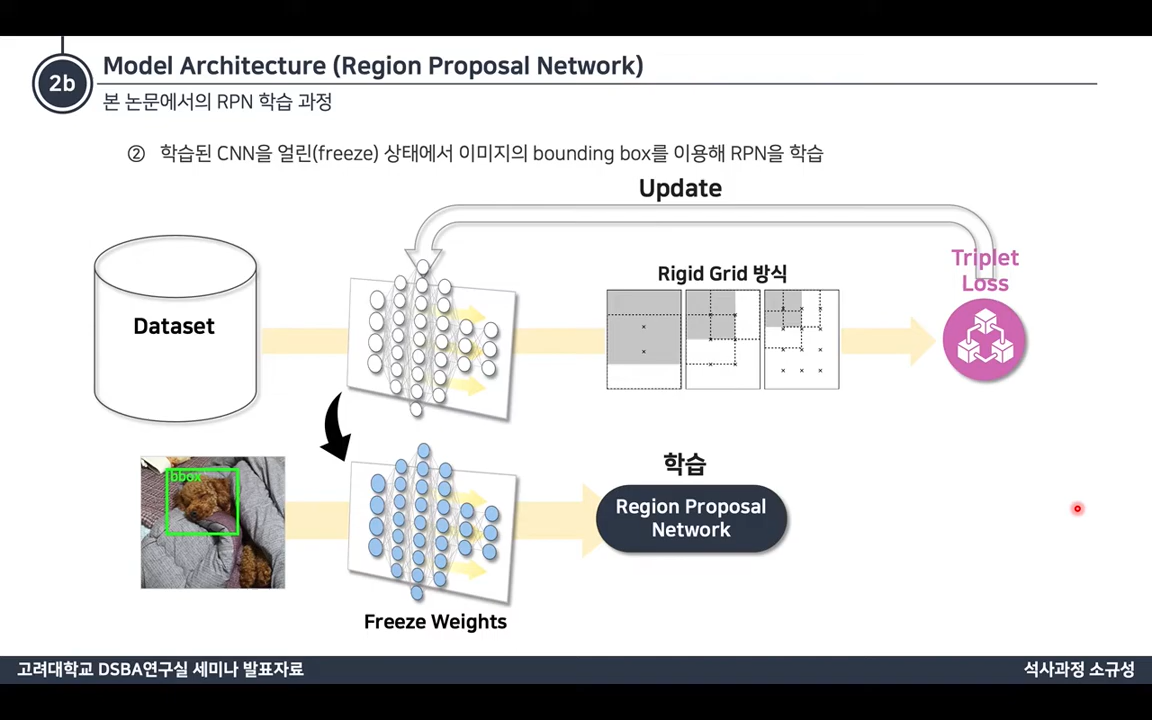 2b
Model Architecture (Region Proposal Network)
본 논문에서의 RPN 학습 과정
② 학습된 CNN을 얼린(freeze) 상태에서 이미지의 bounding box를 이용해 RPN을 학습
Update
Dataset
Rigid Grid 방식
Triplet
Loss
bbox
학습
Region Proposal
Network
Freeze Weights
고려대학교 DSBA연구실 세미나 발표자료
석사과정 소규성